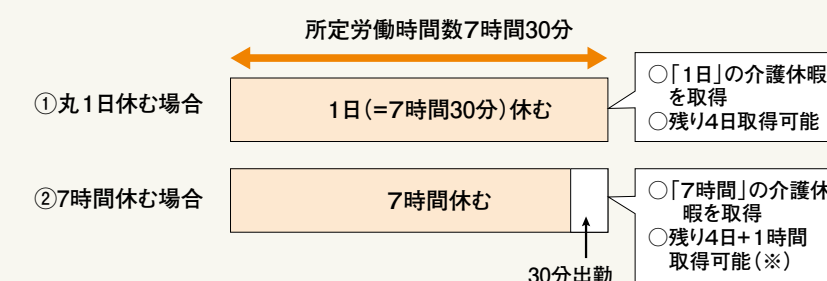 所定労働時間数7時間30分
①丸1日休む場合
1日(=7時間30分)休む
○「1日」の介護休暇
を取得
○残り4日取得可能
②7時間休む場合
7時間休む
○「7時間」の介護休
暇を取得
○残り4日+1時間
取得可能(※)
30分出勤